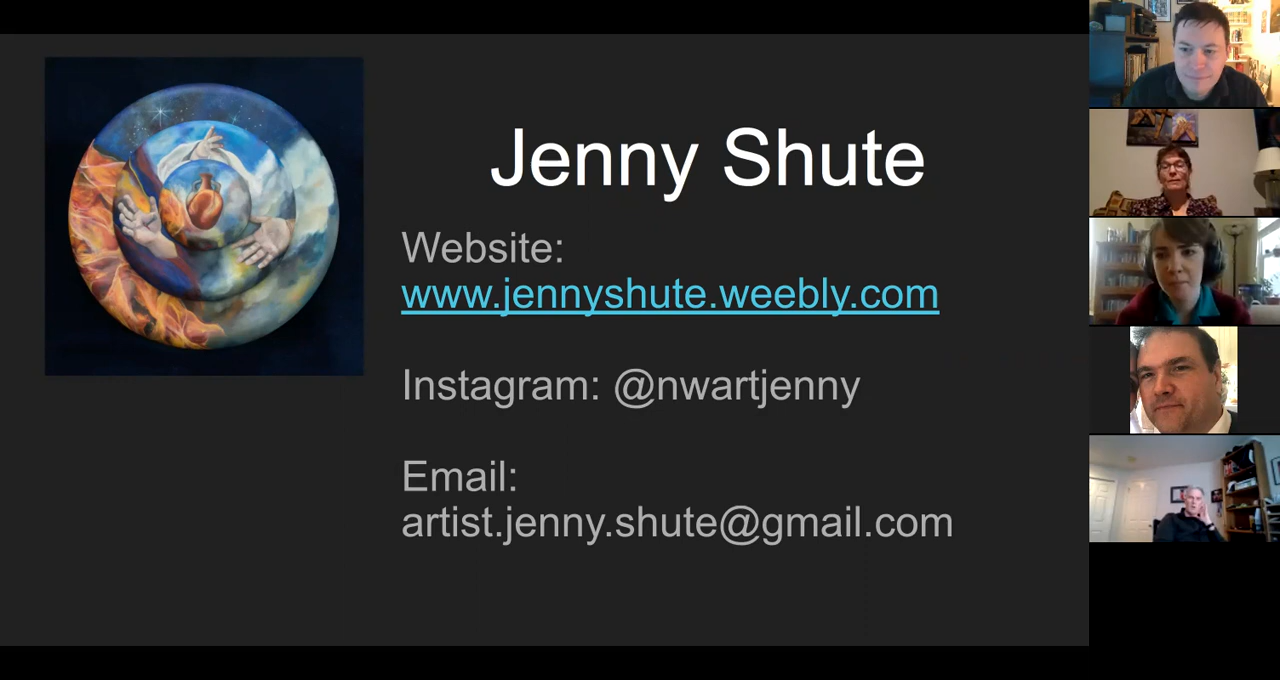 Jenny Shute
Website:
www.jennyshute.weebly.com
Instagram: @nwartjenny
Email:
artist.jenny.shute@gmail.com